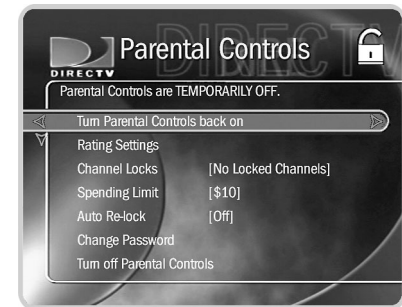 DIRECTV
Parental Controls
DIRECTV
Parental Controls are TEMPORARILY OFF.
Turn Parental Controls back on
Rating Settings
Channel Locks [No Locked Channels]
Spending Limit [$10]
Auto Re-lock [Off]
Change Password
Turn off Parental Controls